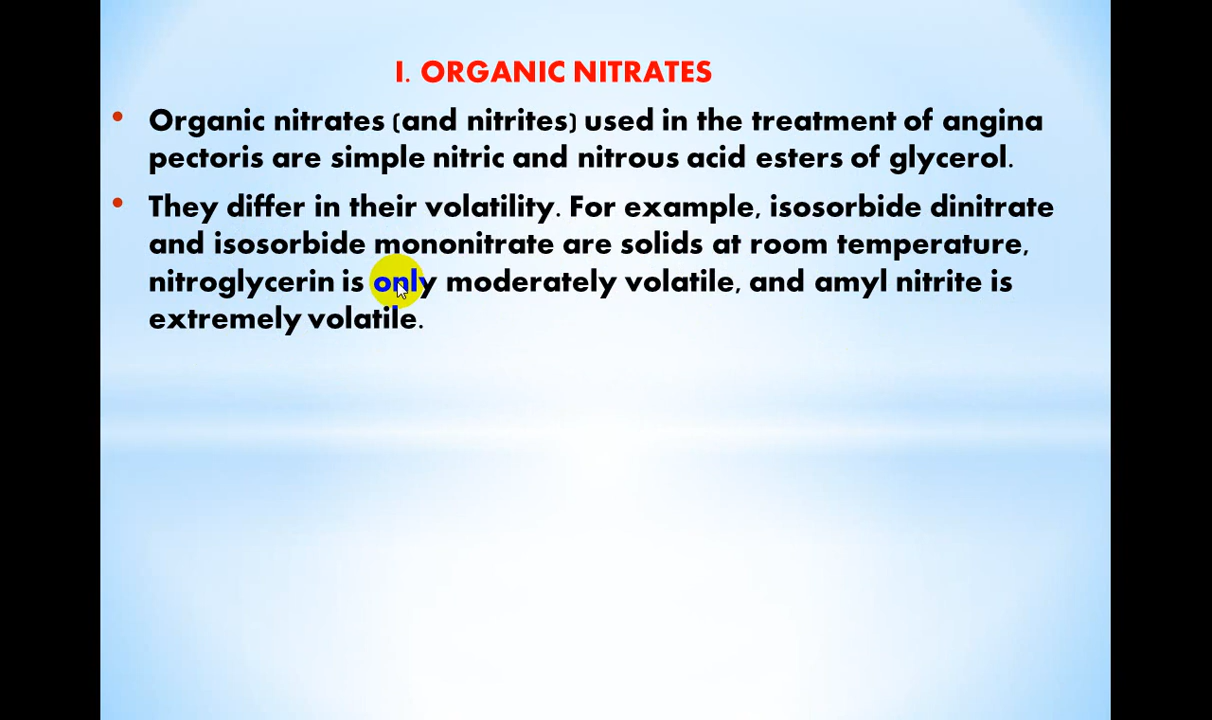 I. ORGANIC NITRATES
• Organic nitrates (and nitrites) used in the treatment of angina
pectoris are simple nitric and nitrous acid esters of glycerol.
• They differ in their volatility. For example, isosorbide dinitrate
and isosorbide mononitrate are solids at room temperature,
nitroglycerin is only moderately volatile, and amyl nitrite is
extremely volatile.